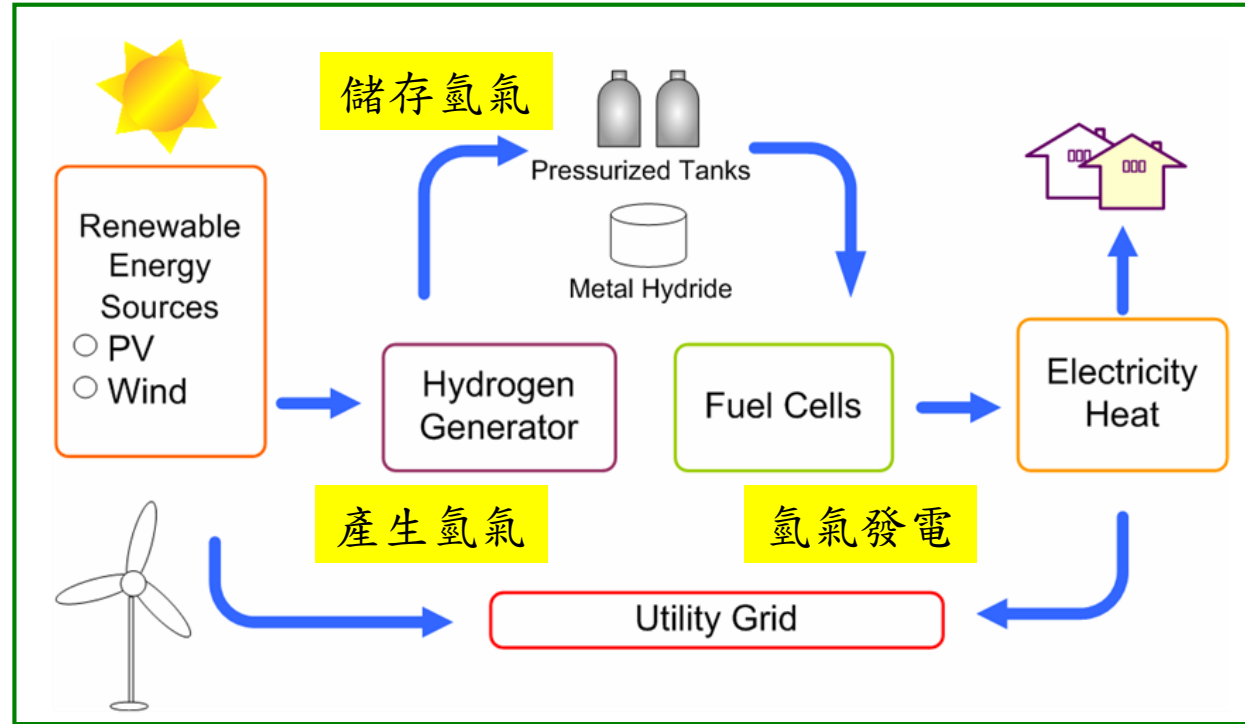 儲存氫氣
Pressurized Tanks
Metal Hydride
Renewable
Energy
Sources
○ PV
○ Wind
Hydrogen
Generator
Fuel Cells
Electricity
Heat
產生氫氣
氫氣發電
Utility Grid